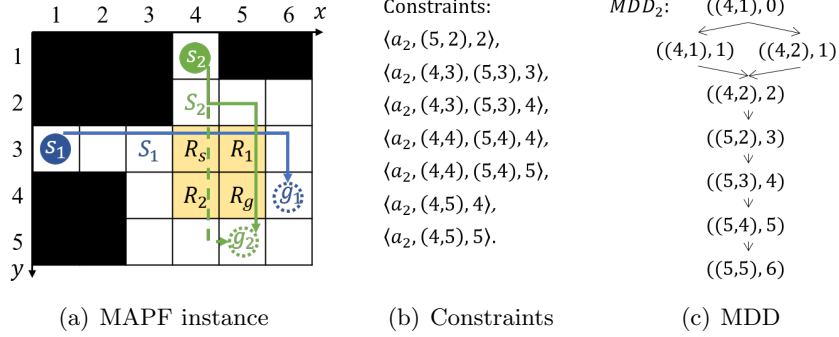 1 2 3 4 5 6 x
1 s₂
2 S₂
3 s₁ S₁ Rₛ R₁
4 R₂ R_g g₁
5 g₂
y
(a) MAPF instance
Constraints:
⟨a₂, (5, 2), 2⟩,
⟨a₂, (4,3), (5,3), 3⟩,
⟨a₂, (4,3), (5,3), 4⟩,
⟨a₂, (4,4), (5,4), 4⟩,
⟨a₂, (4,4), (5,4), 5⟩,
⟨a₂, (4,5), 4⟩,
⟨a₂, (4,5), 5⟩.
(b) Constraints
MDD₂: ((4,1), 0)
((4,1), 1) ((4,2), 1)
((4,2), 2)
((5,2), 3)
((5,3), 4)
((5,4), 5)
((5,5), 6)
(c) MDD